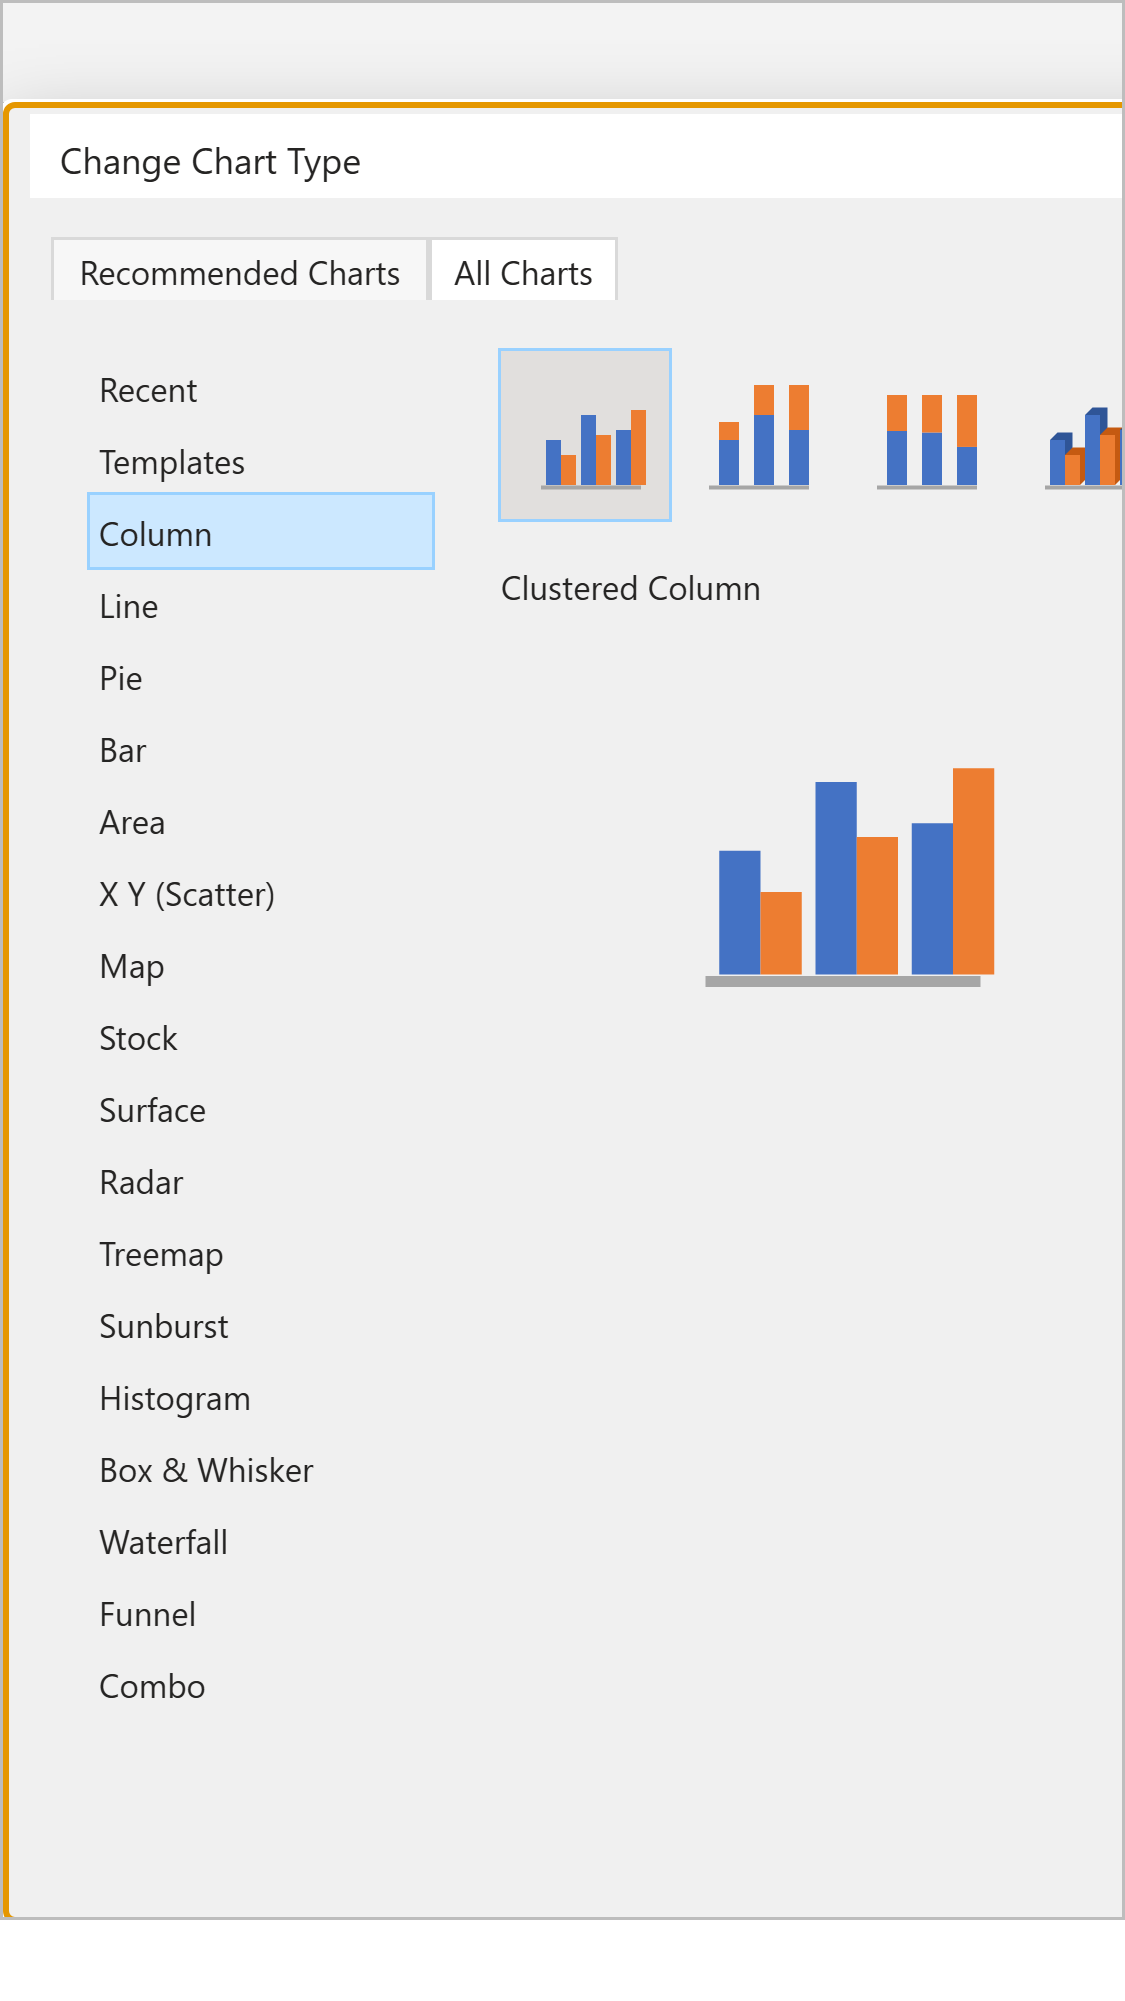 Change Chart Type
Recommended Charts
All Charts
Recent
Templates
Column
Line
Pie
Bar
Area
X Y (Scatter)
Map
Stock
Surface
Radar
Treemap
Sunburst
Histogram
Box & Whisker
Waterfall
Funnel
Combo
Clustered Column